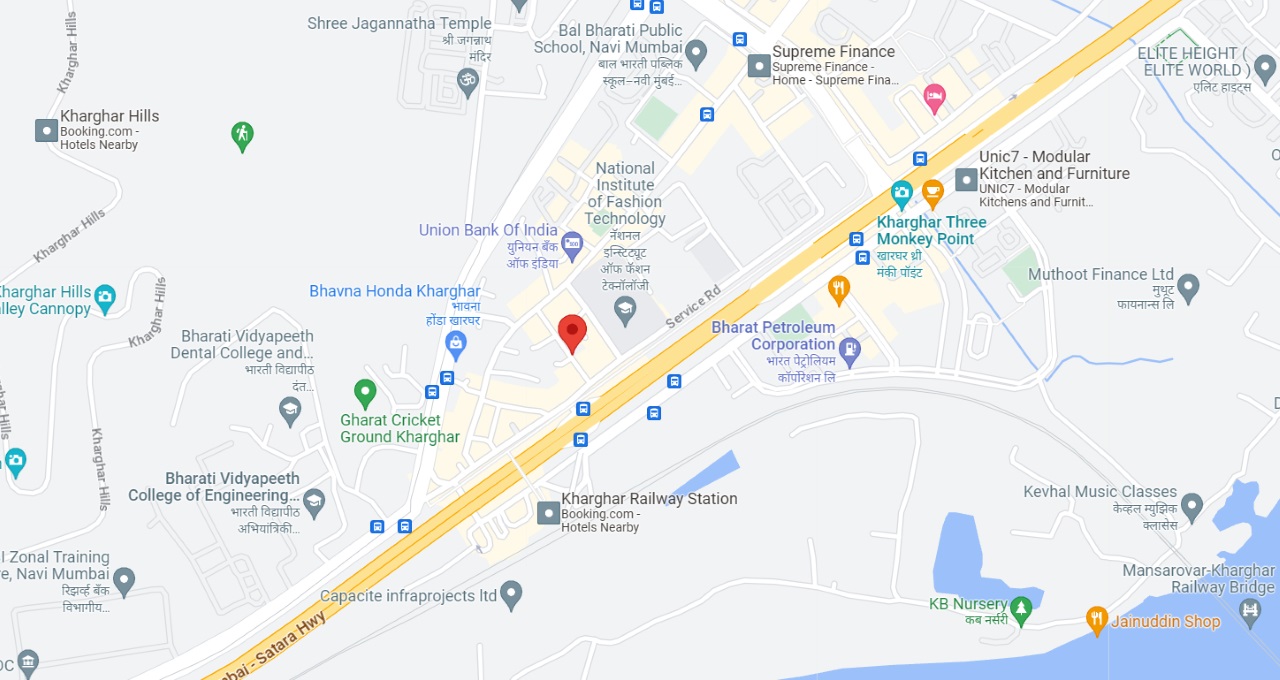 Kharghar Hills
Shree Jagannatha Temple
श्री जगन्नाथ
मंदिर
Bal Bharati Public
School, Navi Mumbai
बाल भारती पब्लिक
स्कूल–नवी मुंबई...
Supreme Finance
Supreme Finance -
Home - Supreme Fina...
ELITE HEIGHT (
ELITE WORLD )
एलिट हाइट्स
Kharghar Hills
Booking.com -
Hotels Nearby
Unic7 - Modular
Kitchen and Furniture
UNIC7 - Modular
Kitchens and Furnit...
National
Institute
of Fashion
Technology
नॅशनल
इन्स्टिट्यूट
ऑफ फॅशन
टेक्नॉलॉजी
Kharghar Hills
Union Bank Of India
युनियन बँक
ऑफ इंडिया
Kharghar Three
Monkey Point
खारघर थ्री
मंकी पॉइंट
Kharghar Hills
lley Cannopy
Kharghar Hills
Bhavna Honda Kharghar
भावना
होंडा खारघर
Service Rd
Muthoot Finance Ltd
मुथूट
फायनान्स लि
Bharati Vidyapeeth
Dental College and...
भारती विद्यापीठ
दंत...
Bharat Petroleum
Corporation
भारत पेट्रोलियम
कॉर्पोरेशन लि
Gharat Cricket
Ground Kharghar
Kharghar Hills
Bharati Vidyapeeth
College of Engineering...
भारती विद्यापीठ
अभियांत्रिकी...
Kharghar Railway Station
Booking.com -
Hotels Nearby
Kevhal Music Classes
केव्हल म्युझिक
क्लासेस
I Zonal Training
re, Navi Mumbai
रिझर्व्ह बँक
विभागीय...
Capacite infraprojects ltd
Mansarovar-Kharghar
Railway Bridge
KB Nursery
कब नर्सरी
Jainuddin Shop
bai - Satara Hwy